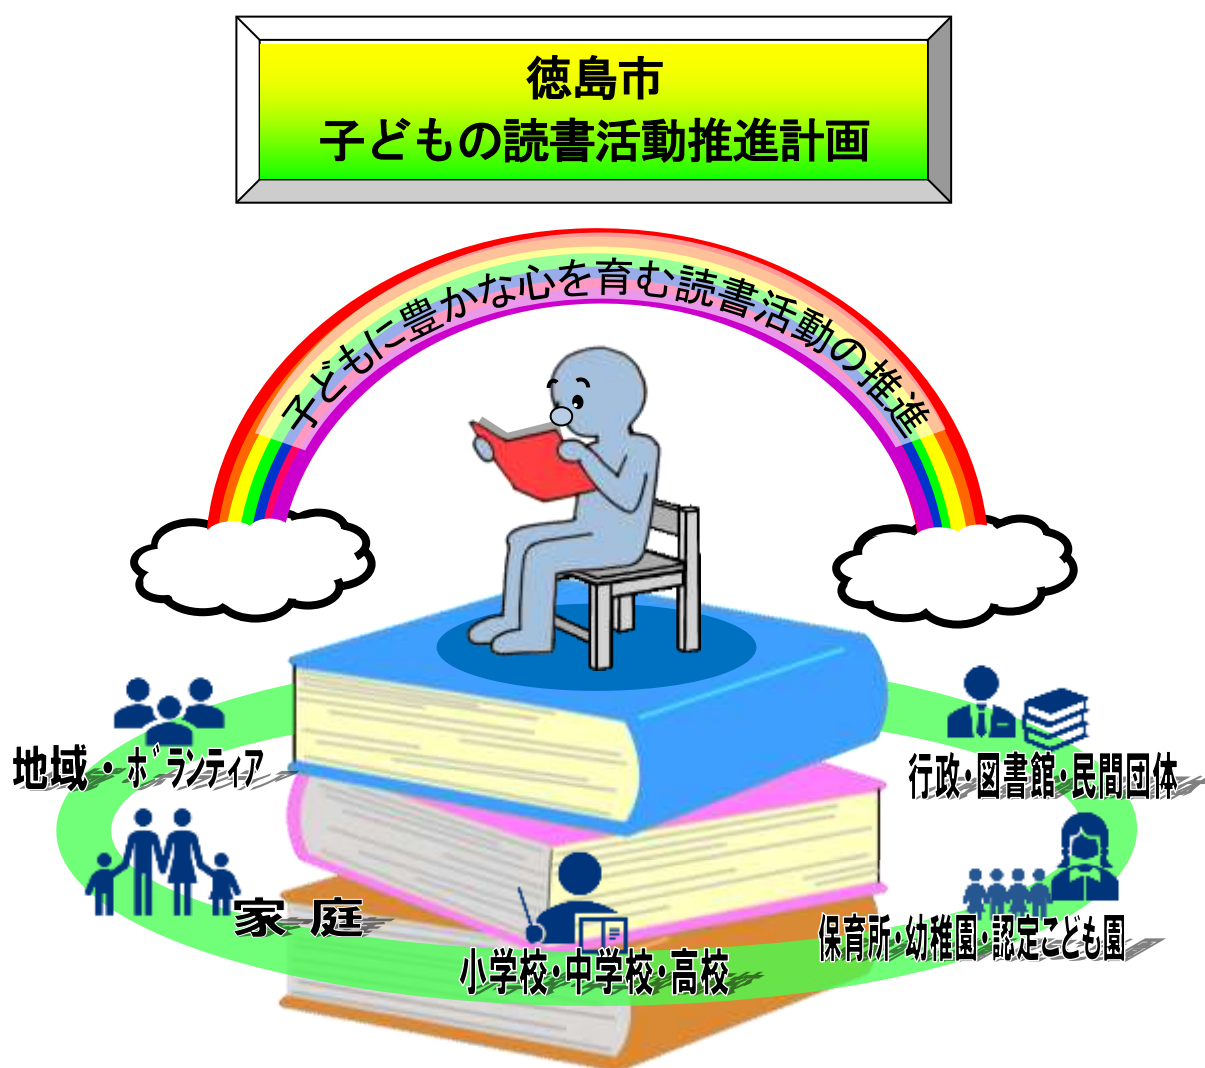 徳島市
子どもの読書活動推進計画
子どもに豊かな心を育む読書活動の推進
地域・ボランティア
行政・図書館・民間団体
家庭
保育所・幼稚園・認定こども園
小学校・中学校・高校